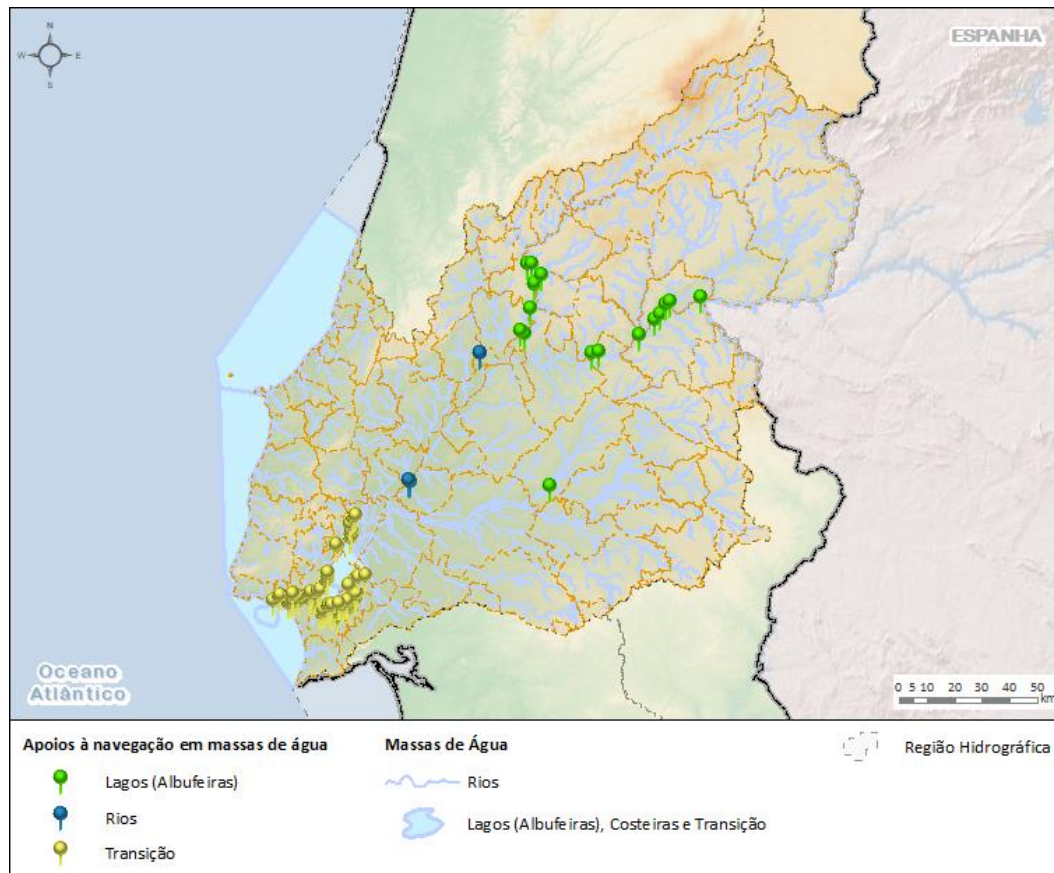 N
W
E
S
ESPANHA
Oceano
Atlântico
0 5 10 20 30 40 50
km
Apoios à navegação em massas de água
Lagos (Albufeiras)
Rios
Transição
Massas de Água
Rios
Lagos (Albufeiras), Costeiras e Transição
Região Hidrográfica